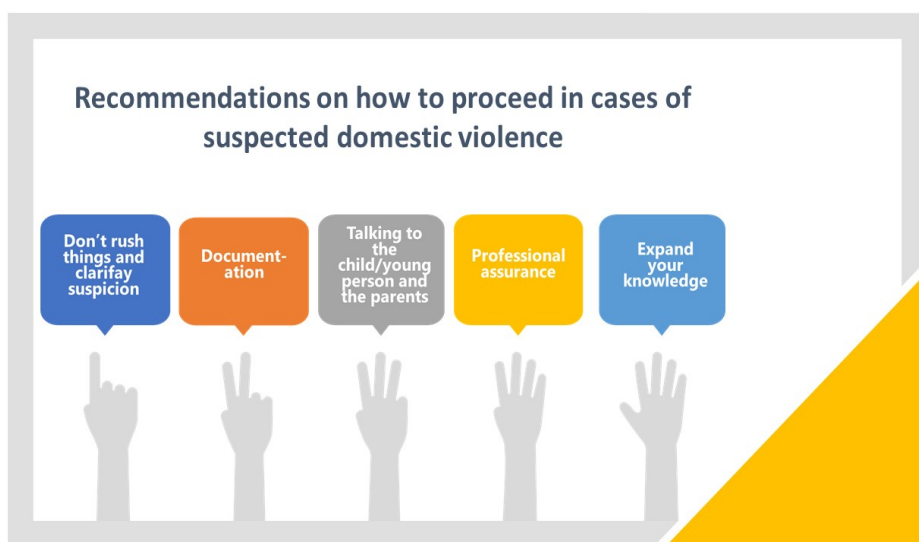 Recommendations on how to proceed in cases of
suspected domestic violence
Don't rush
things and
clarifay
suspicion
Document-
ation
Talking to
the
child/young
person and
the parents
Professional
assurance
Expand
your
knowledge